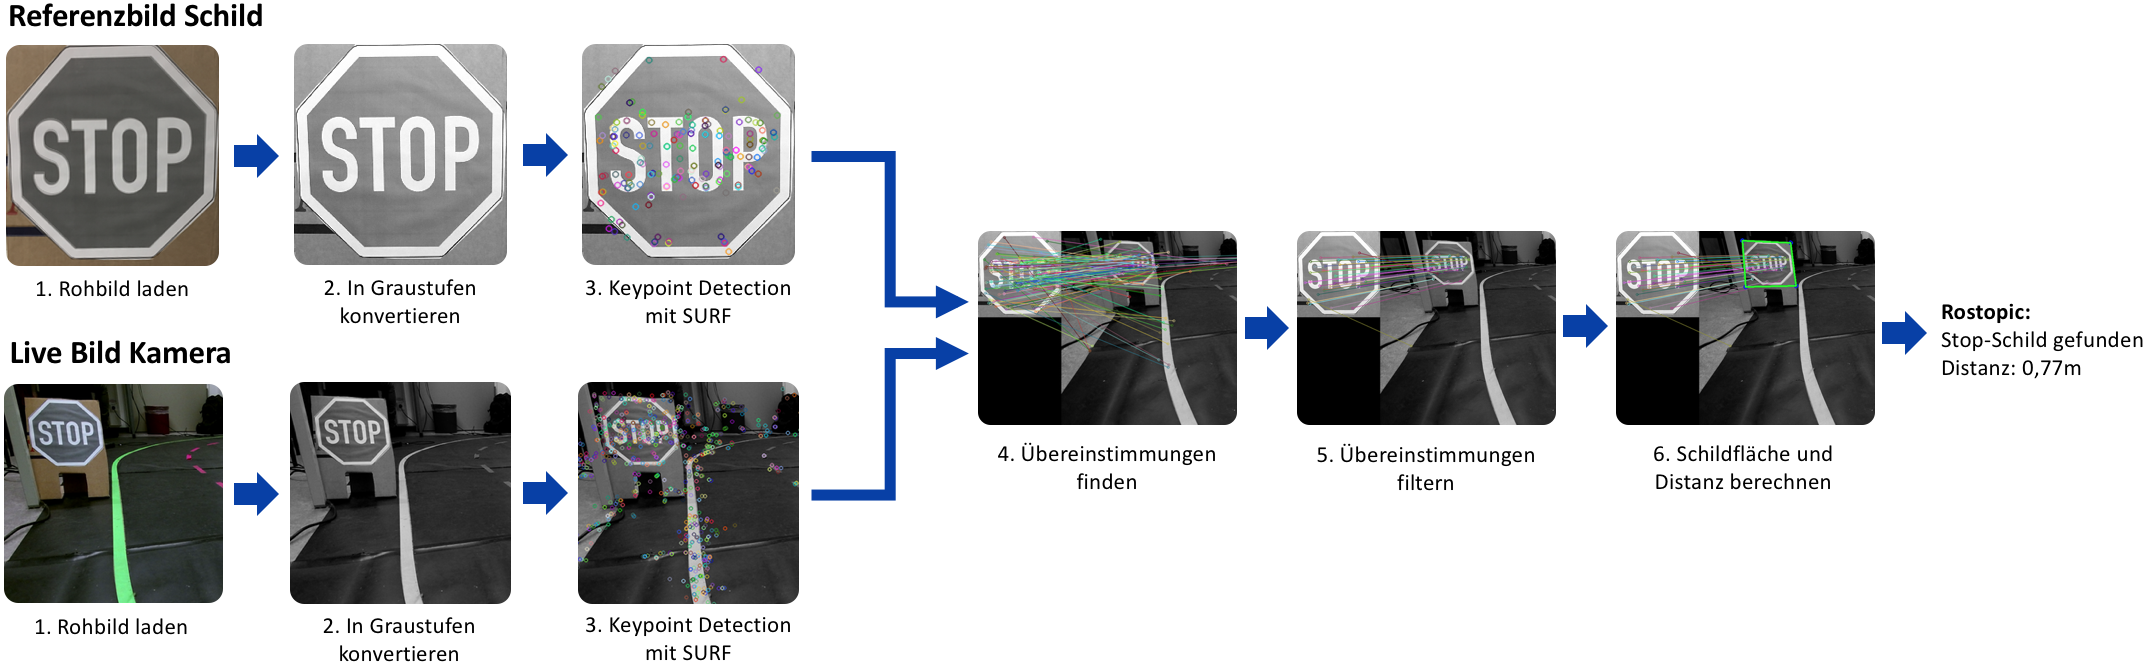 Referenzbild Schild
STOP
STOP
STOP
1. Rohbild laden
2. In Graustufen
konvertieren
3. Keypoint Detection
mit SURF
Live Bild Kamera
STOP
STOP
STOP
1. Rohbild laden
2. In Graustufen
konvertieren
3. Keypoint Detection
mit SURF
STOP
4. Übereinstimmungen
finden
STOP
STOP
5. Übereinstimmungen
filtern
STOP
STOP
6. Schildfläche und
Distanz berechnen
Rostopic:
Stop-Schild gefunden
Distanz: 0,77m